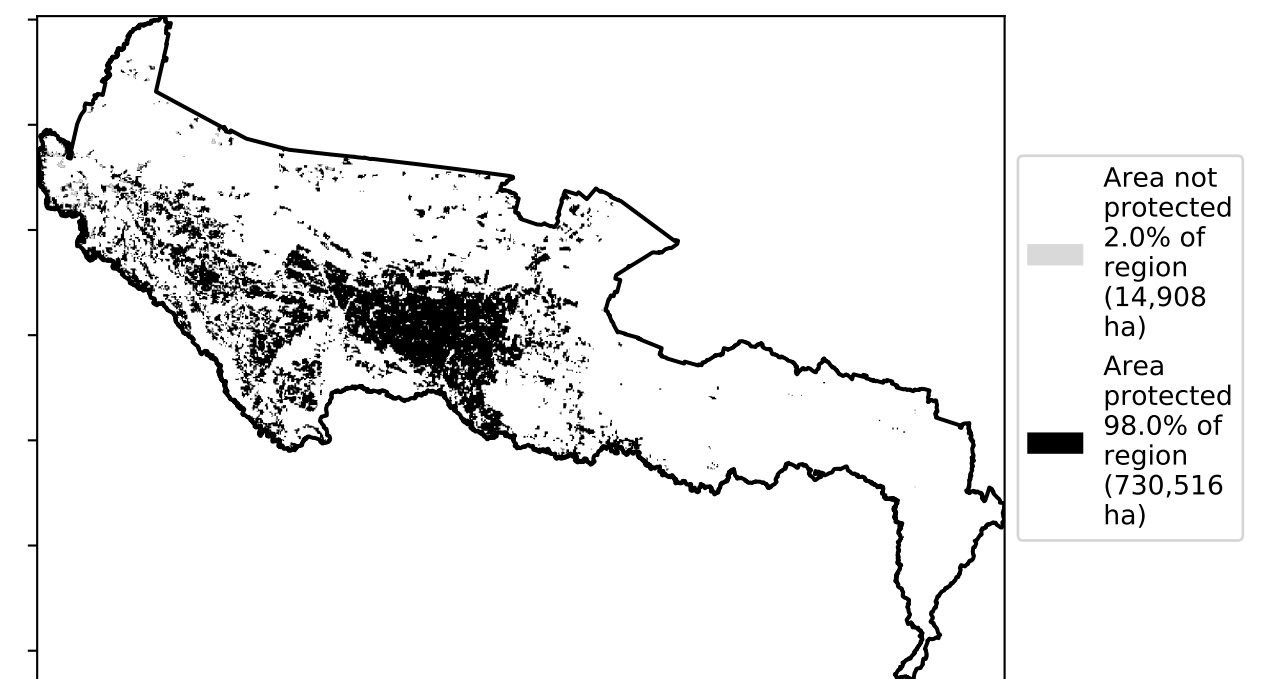 Area not
protected
2.0% of
region
(14,908
ha)
Area
protected
98.0% of
region
(730,516
ha)